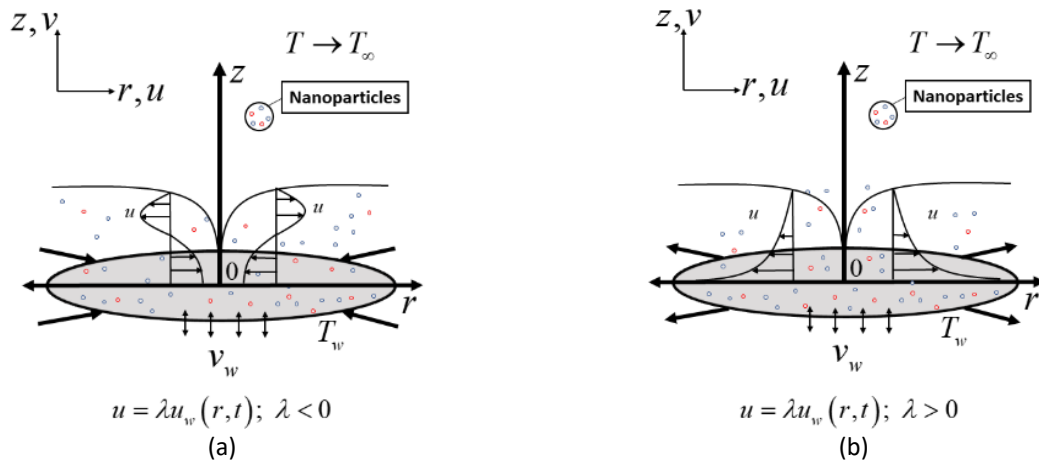 z, v
T → T∞
z
Nanoparticles
r, u
u
u
0
r
T_w
v_w
u = λu_w(r,t); λ < 0
(a)
z, v
T → T∞
z
Nanoparticles
r, u
u
u
0
r
T_w
v_w
u = λu_w(r,t); λ > 0
(b)